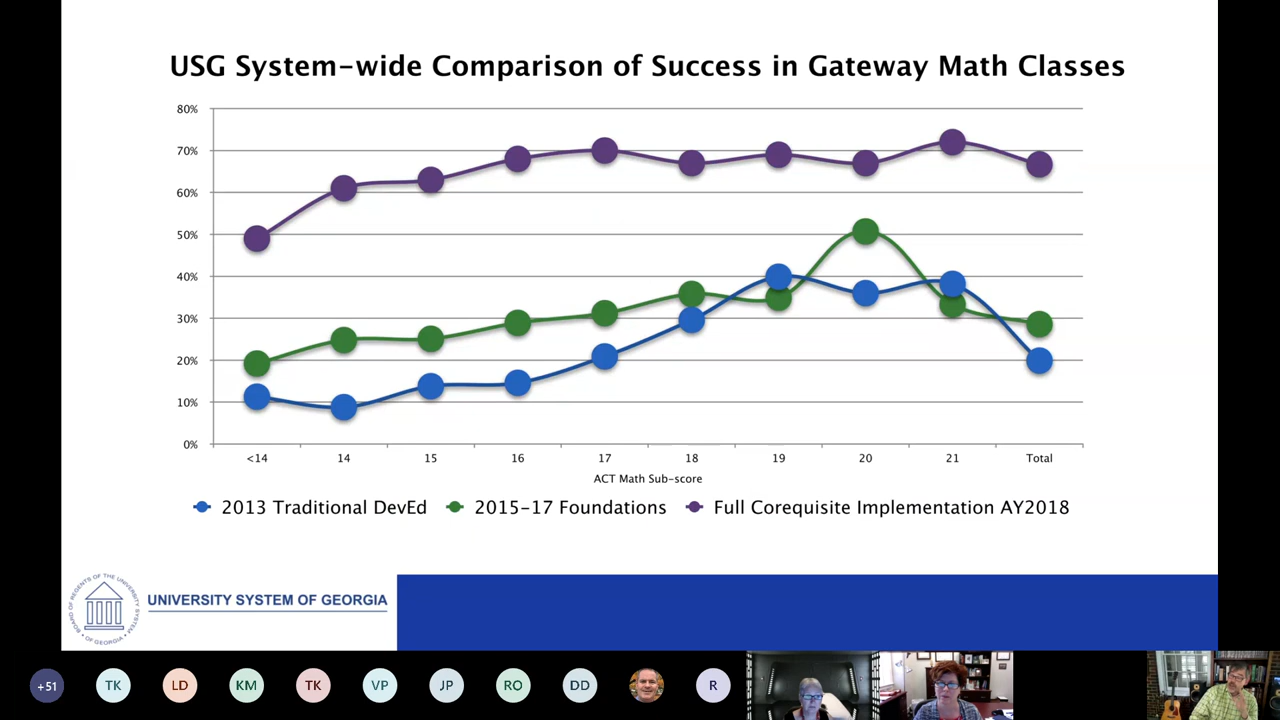 USG System-wide Comparison of Success in Gateway Math Classes
80%
70%
60%
50%
40%
30%
20%
10%
0%
<14 14 15 16 17 18 19 20 21 Total
ACT Math Sub-score
2013 Traditional DevEd 2015-17 Foundations Full Corequisite Implementation AY2018
BOARD OF REGENTS OF THE UNIVERSITY SYSTEM OF GEORGIA
UNIVERSITY SYSTEM OF GEORGIA
+51 TK LD KM TK VP JP RO DD R